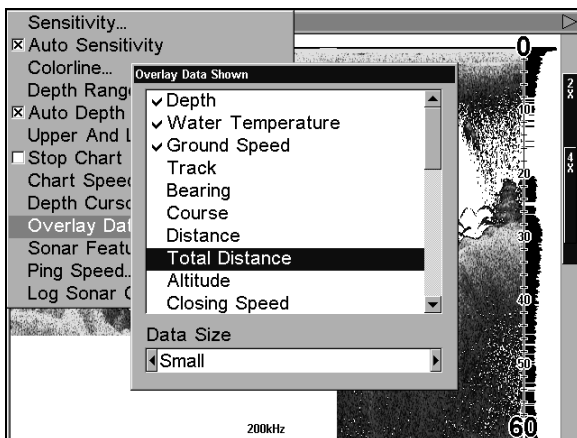 Sensitivity...
Auto Sensitivity
Colorline...
Depth Rang
Auto Depth
Upper And L
Stop Chart
Chart Speed
Depth Curso
Overlay Dat
Sonar Featu
Ping Speed..
Log Sonar C
Overlay Data Shown
Depth
Water Temperature
Ground Speed
Track
Bearing
Course
Distance
Total Distance
Altitude
Closing Speed
Data Size
Small
200kHz
0
10
20
30
40
50
60
2x
4x